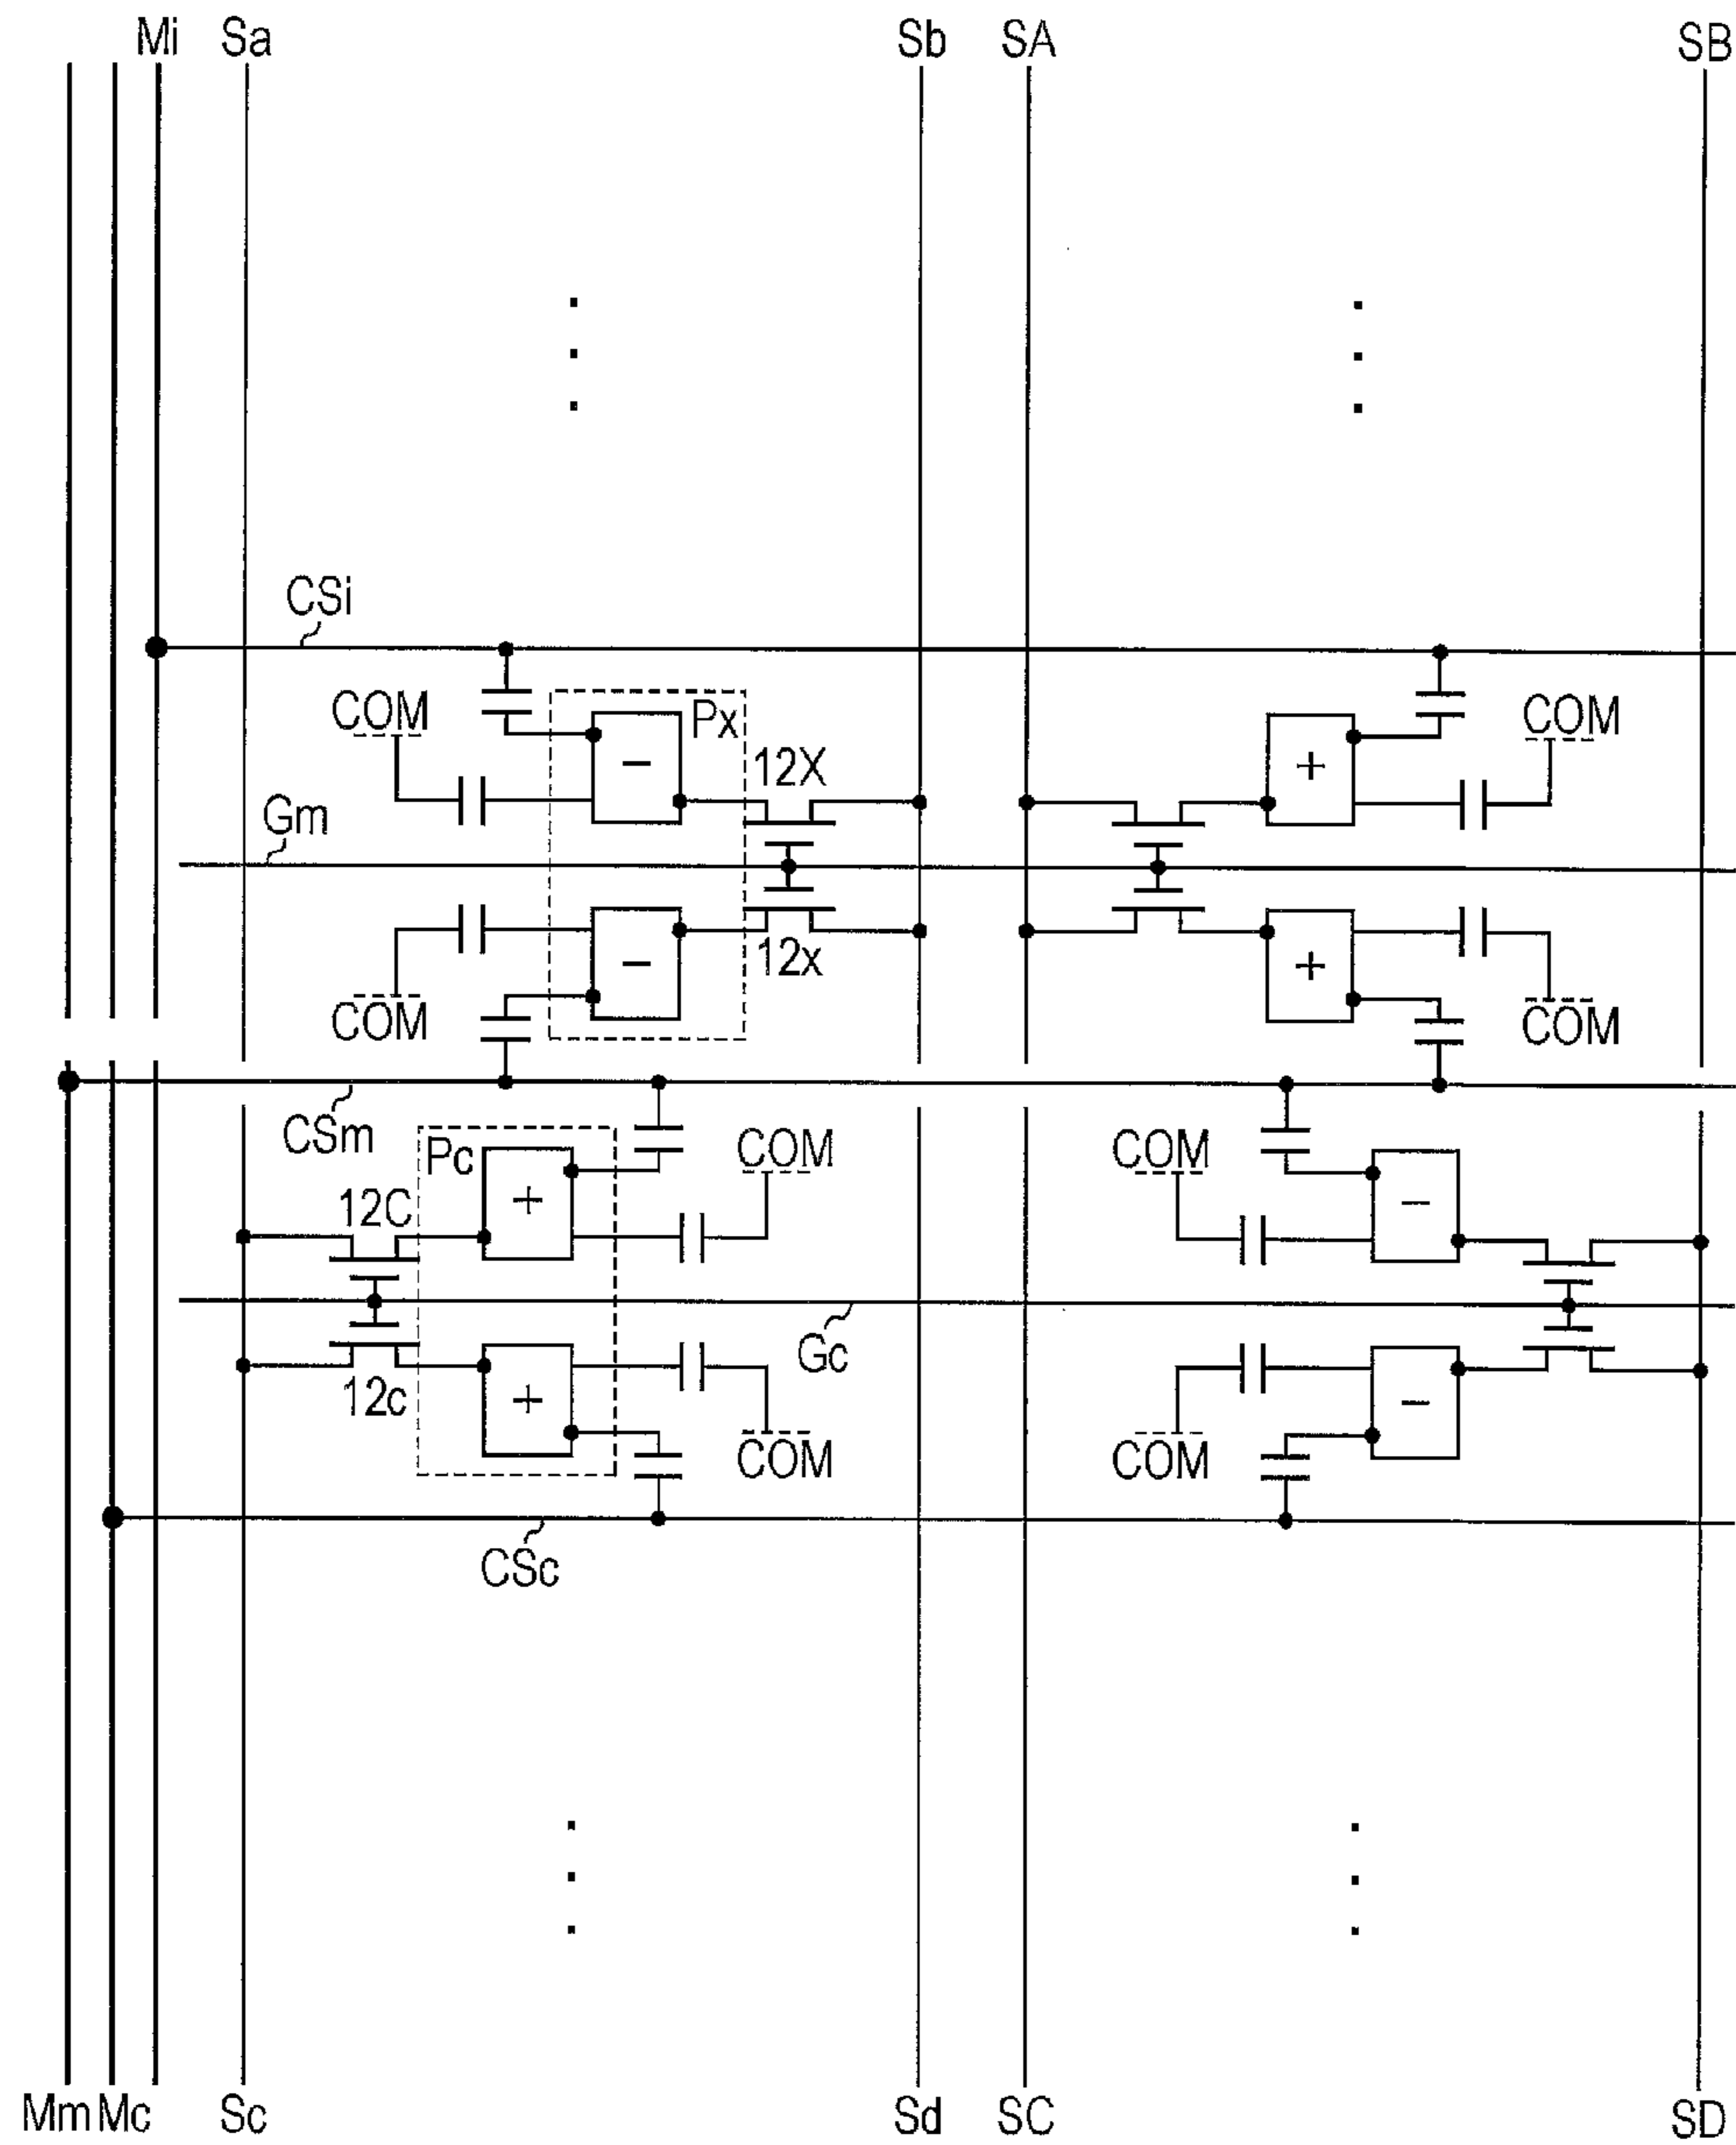 Mi Sa Sb SA SB
CSi
COM Px COM
12X
- +
Gm
- +
12x
COM COM
CSm
Pc COM COM
12C + -
Gc
12c + -
COM COM
CSc
Mm Mc Sc Sd SC SD